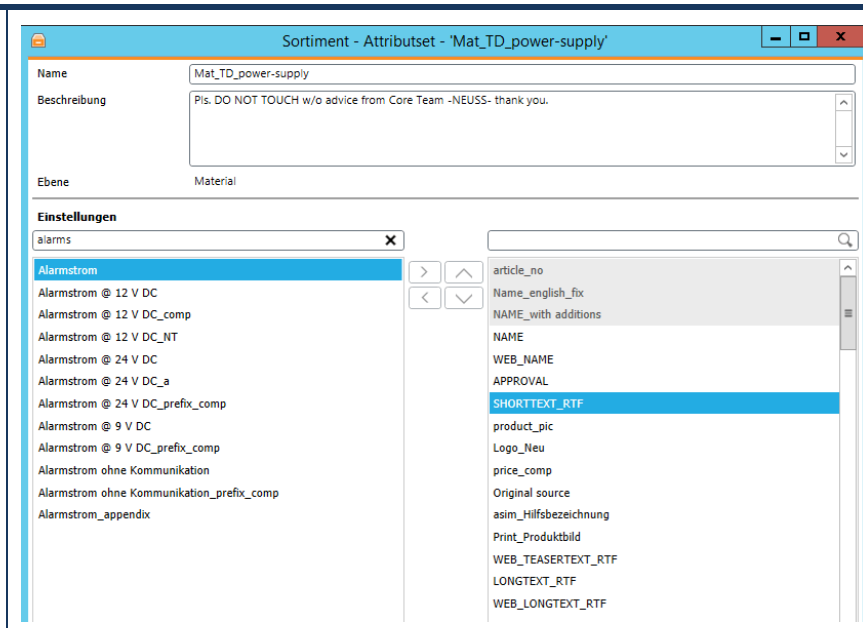 Sortiment - Attributset - 'Mat_TD_power-supply'
Name
Mat_TD_power-supply
Beschreibung
Pls. DO NOT TOUCH w/o advice from Core Team -NEUSS- thank you.
Ebene
Material
Einstellungen
alarms
Alarmstrom
Alarmstrom @ 12 V DC
Alarmstrom @ 12 V DC_comp
Alarmstrom @ 12 V DC_NT
Alarmstrom @ 24 V DC
Alarmstrom @ 24 V DC_a
Alarmstrom @ 24 V DC_prefix_comp
Alarmstrom @ 9 V DC
Alarmstrom @ 9 V DC_prefix_comp
Alarmstrom ohne Kommunikation
Alarmstrom ohne Kommunikation_prefix_comp
Alarmstrom_appendix
article_no
Name_english_fix
NAME_with additions
NAME
WEB_NAME
APPROVAL
SHORTTEXT_RTF
product_pic
Logo_Neu
price_comp
Original source
asim_Hilfsbezeichnung
Print_Produktbild
WEB_TEASERTEXT_RTF
LONGTEXT_RTF
WEB_LONGTEXT_RTF